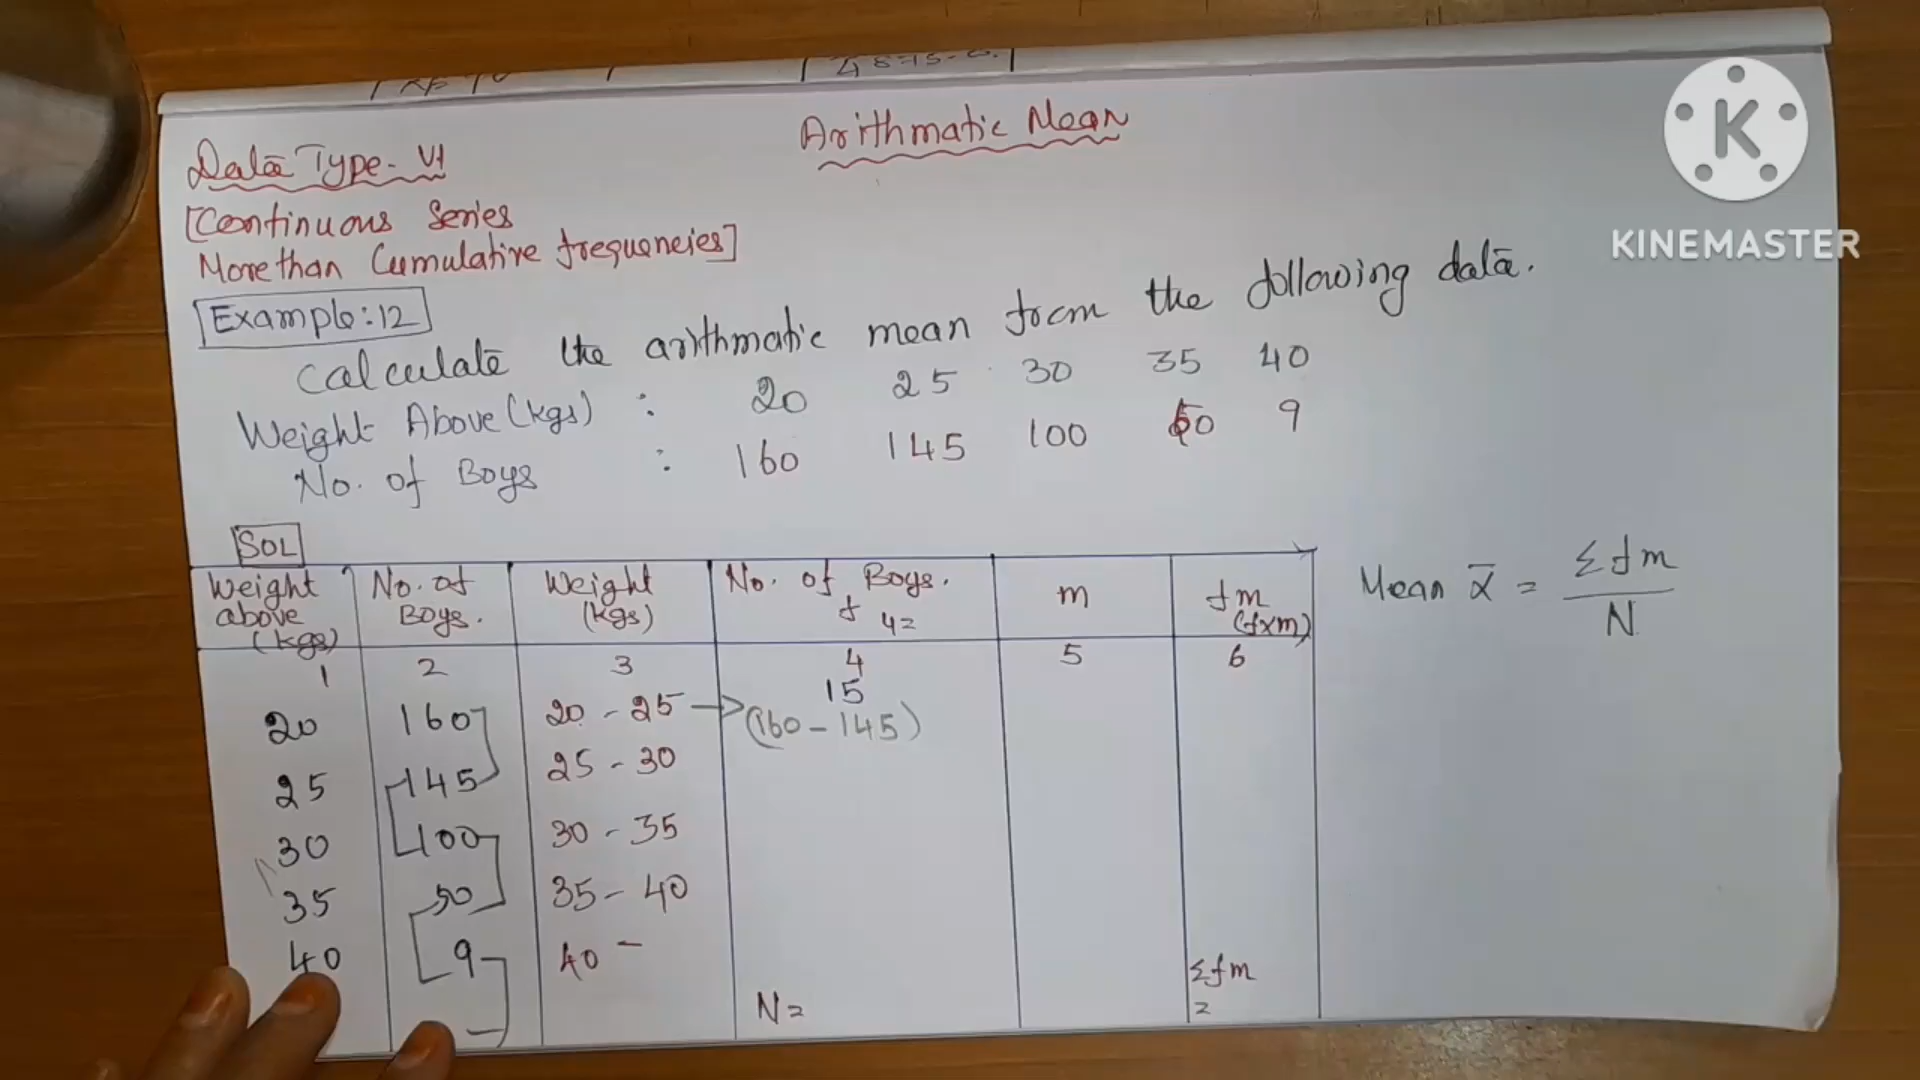 Arithmatic Mean
K
KINEMASTER
Data Type - VI
[Continuous Series
More than Cumulative frequencies]
Example: 12
Calculate the arithmatic mean from the following data.
Weight Above (kgs) : 20 25 30 35 40
No. of Boys : 160 145 100 50 9
SOL
Weight above (kgs) No. of Boys. Weight (kgs) No. of Boys. f m fm (f×m)
Mean x̄ = Σfm / N
1 2 3 4 5 6
15
20 160 20 - 25 (160 - 145)
25 145 25 - 30
30 100 30 - 35
35 50 35 - 40
40 9 40 -
N = Σfm =